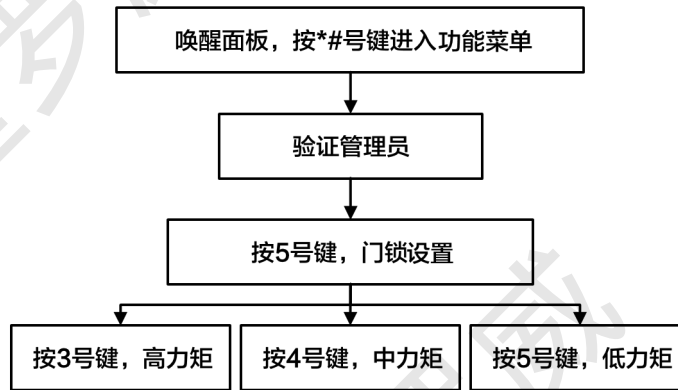 唤醒面板，按*#号键进入功能菜单
验证管理员
按5号键，门锁设置
按3号键，高力矩
按4号键，中力矩
按5号键，低力矩